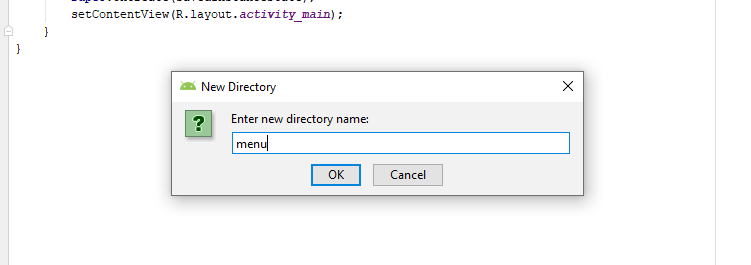 setContentView(R.layout.activity_main);
}
}
New Directory
?
Enter new directory name:
menu
OK
Cancel